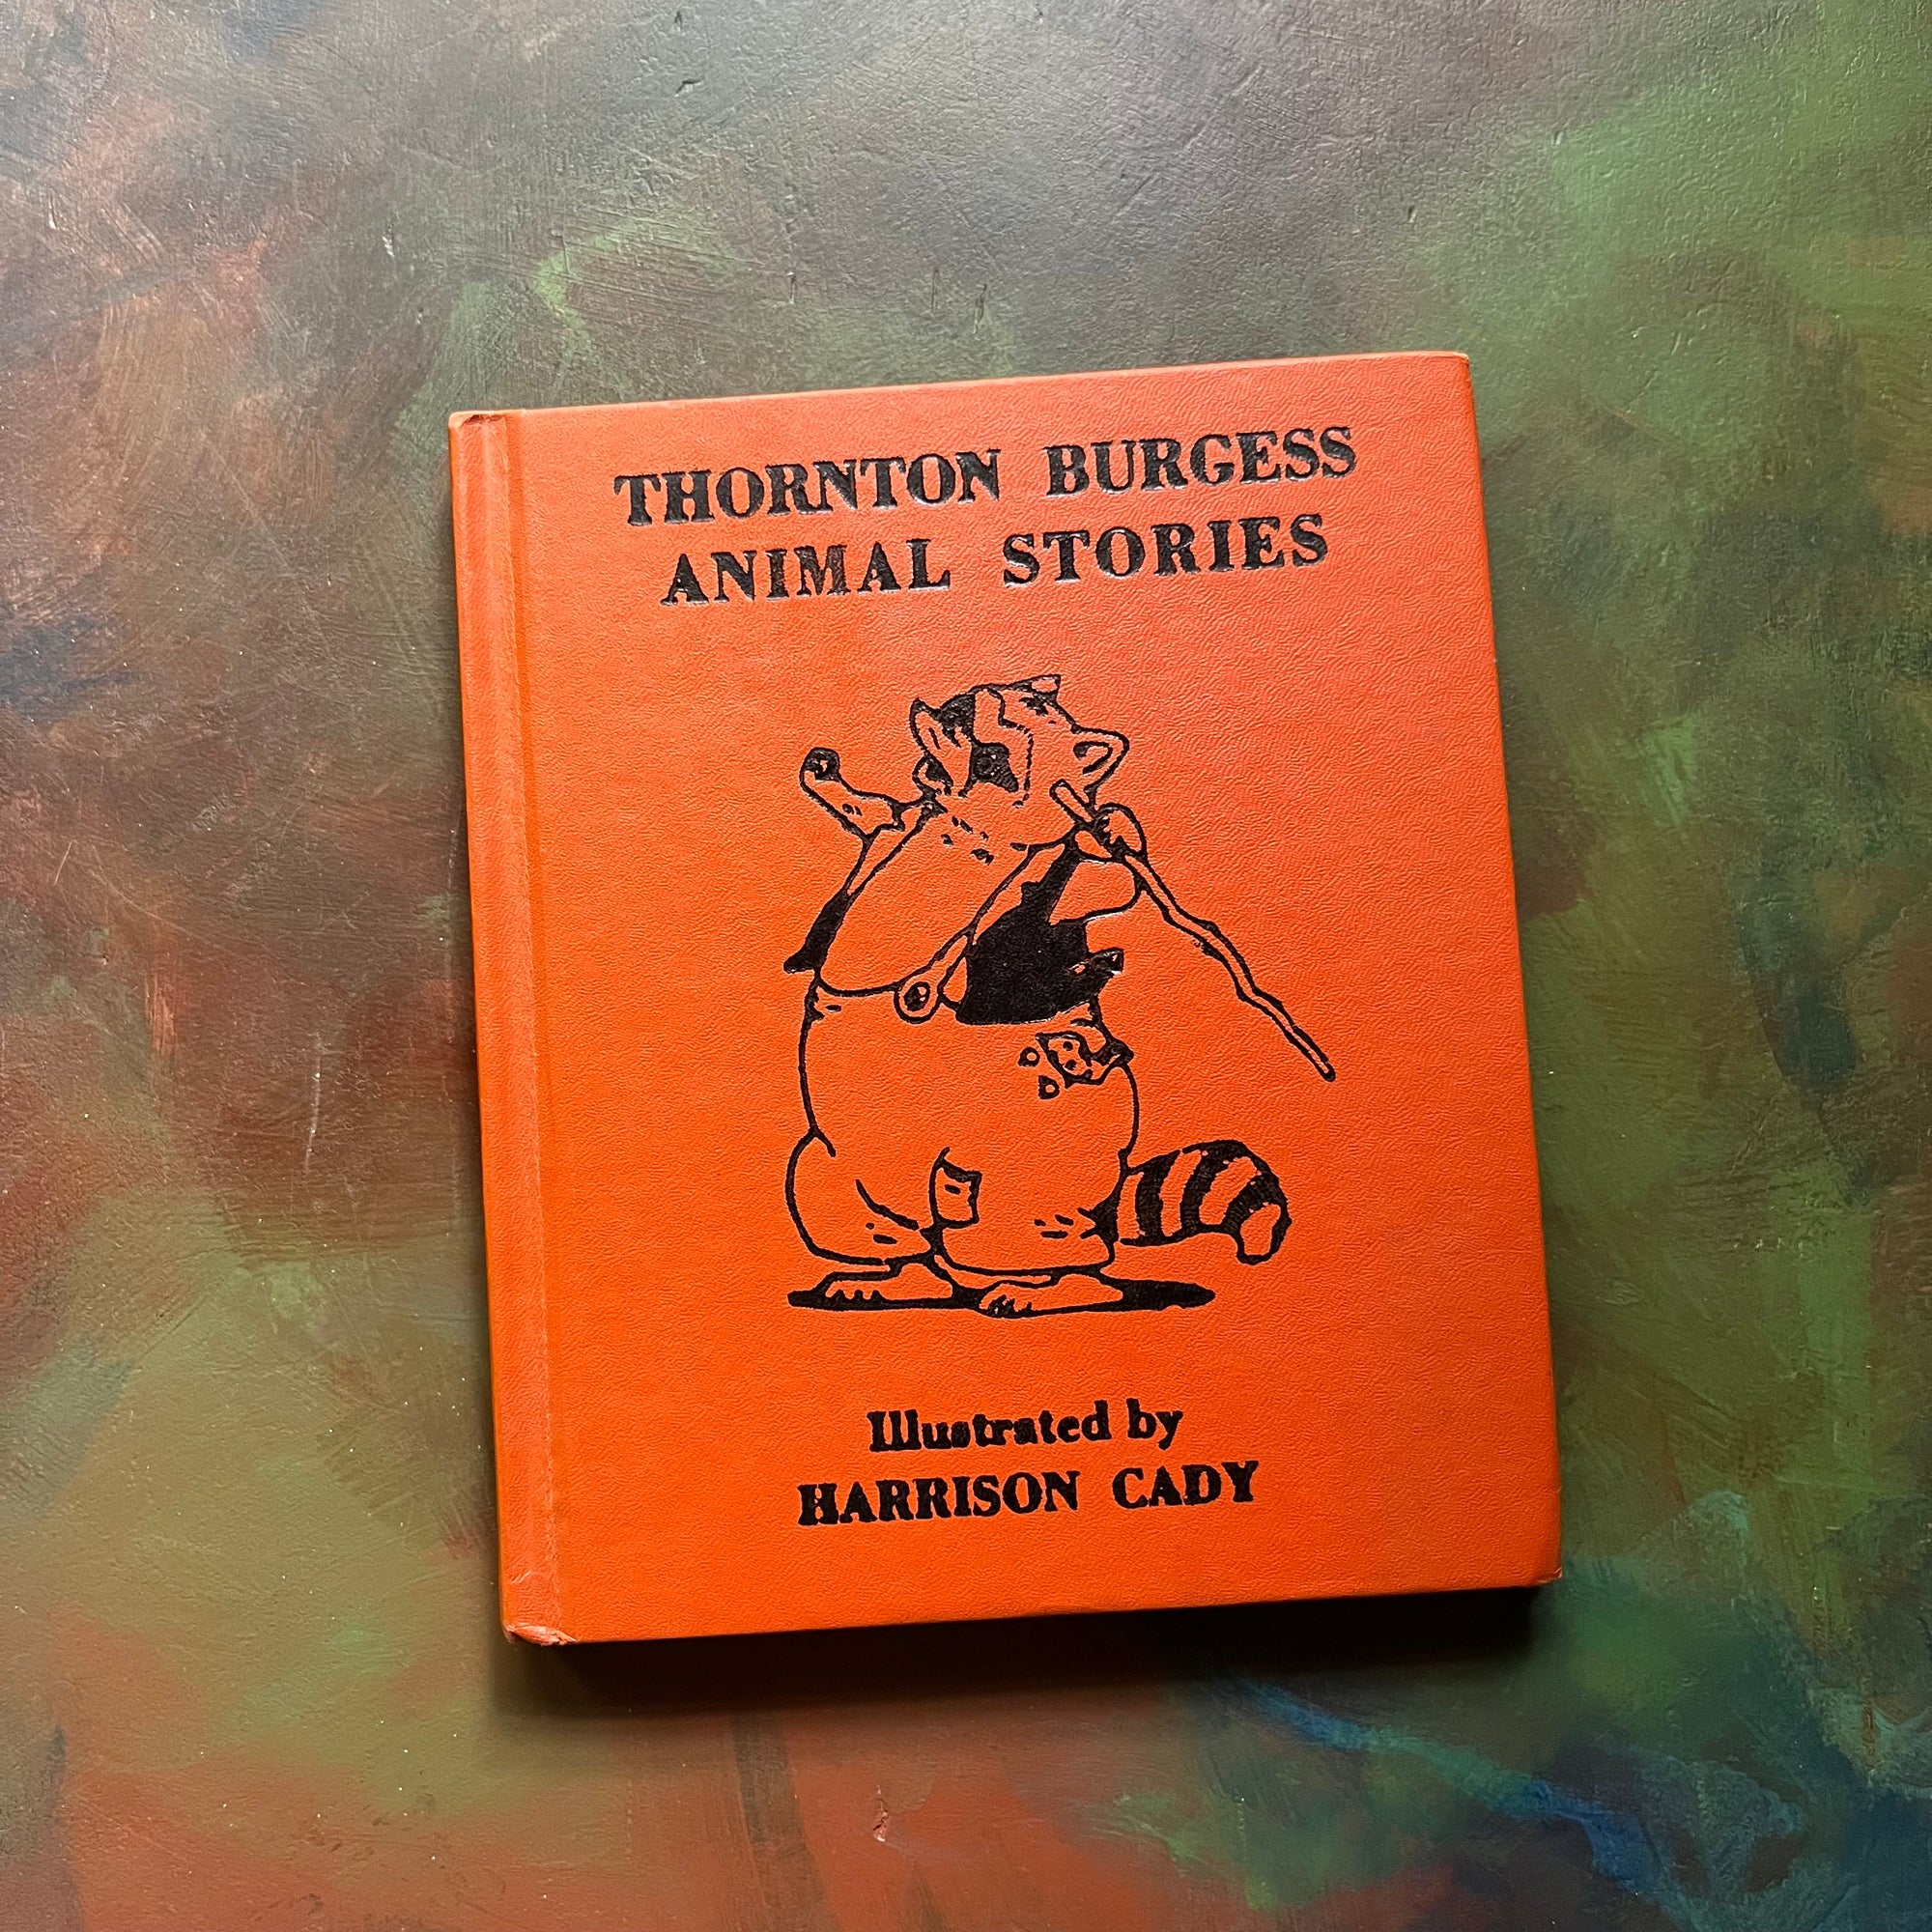 THORNTON BURGESS
ANIMAL STORIES
Illustrated by
HARRISON CADY